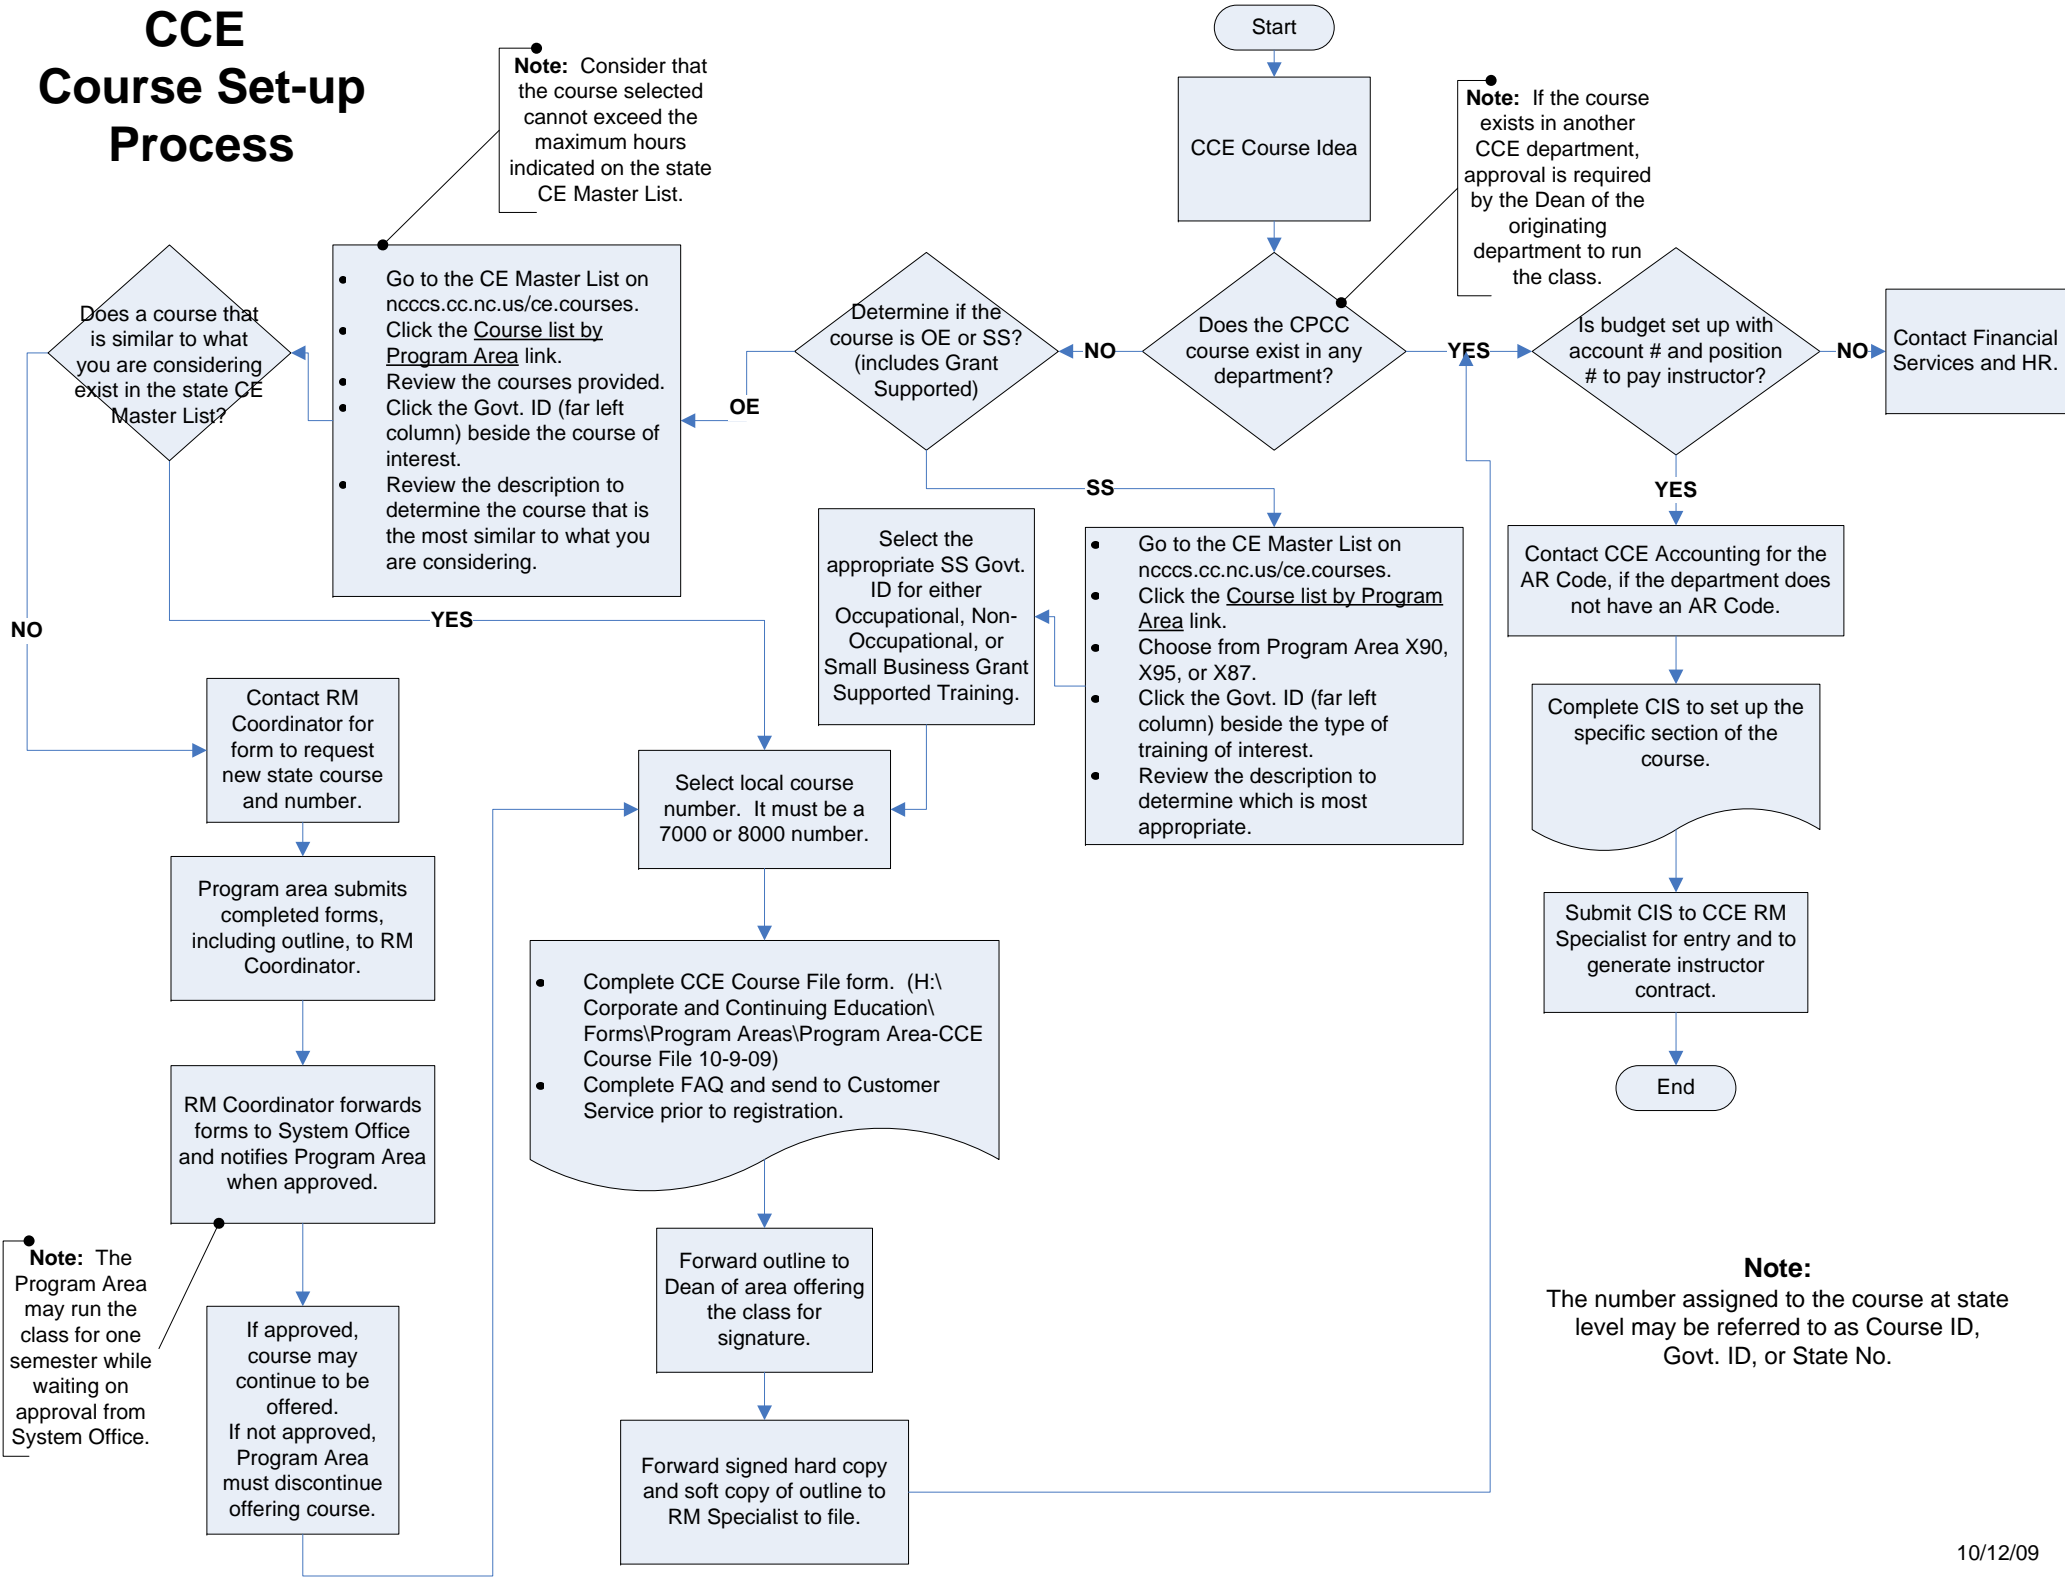 CCE
Course Set-up
Process
Note:  Consider that
the course selected
cannot exceed the
maximum hours
indicated on the state
CE Master List.
Start
CCE Course Idea
Note:  If the course
exists in another
CCE department,
approval is required
by the Dean of the
originating
department to run
the class.
Does a course that
is similar to what
you are considering
exist in the state CE
Master List?
• Go to the CE Master List on
ncccs.cc.nc.us/ce.courses.
• Click the Course list by
Program Area link.
• Review the courses provided.
• Click the Govt. ID (far left
column) beside the course of
interest.
• Review the description to
determine the course that is
the most similar to what you
are considering.
OE
Determine if the
course is OE or SS?
(includes Grant
Supported)
NO
Does the CPCC
course exist in any
department?
YES
Is budget set up with
account # and position
# to pay instructor?
NO
Contact Financial
Services and HR.
SS
YES
Select the
appropriate SS Govt.
ID for either
Occupational, Non-
Occupational, or
Small Business Grant
Supported Training.
• Go to the CE Master List on
ncccs.cc.nc.us/ce.courses.
• Click the Course list by Program
Area link.
• Choose from Program Area X90,
X95, or X87.
• Click the Govt. ID (far left
column) beside the type of
training of interest.
• Review the description to
determine which is most
appropriate.
Contact CCE Accounting for the
AR Code, if the department does
not have an AR Code.
NO
YES
Contact RM
Coordinator for
form to request
new state course
and number.
Select local course
number.  It must be a
7000 or 8000 number.
Complete CIS to set up the
specific section of the
course.
Program area submits
completed forms,
including outline, to RM
Coordinator.
• Complete CCE Course File form.  (H:\
Corporate and Continuing Education\
Forms\Program Areas\Program Area-CCE
Course File 10-9-09)
• Complete FAQ and send to Customer
Service prior to registration.
Submit CIS to CCE RM
Specialist for entry and to
generate instructor
contract.
End
RM Coordinator forwards
forms to System Office
and notifies Program Area
when approved.
Note:  The
Program Area
may run the
class for one
semester while
waiting on
approval from
System Office.
If approved,
course may
continue to be
offered.
If not approved,
Program Area
must discontinue
offering course.
Forward outline to
Dean of area offering
the class for
signature.
Forward signed hard copy
and soft copy of outline to
RM Specialist to file.
Note:
The number assigned to the course at state
level may be referred to as Course ID,
Govt. ID, or State No.
10/12/09